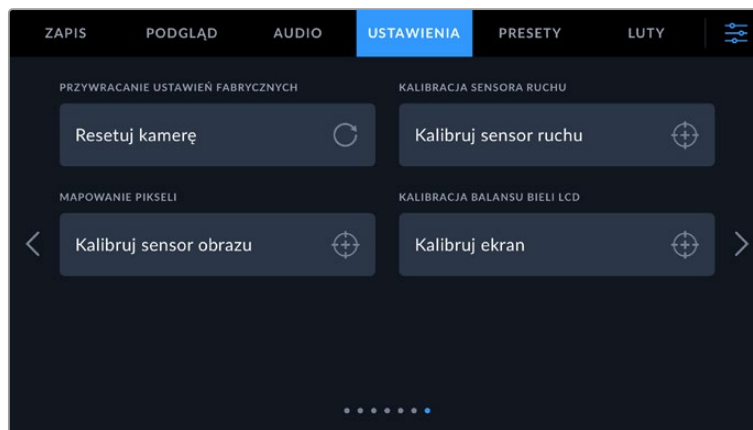 ZAPIS PODGLĄD AUDIO USTAWIENIA PRESETY LUTY
PRZYWRACANIE USTAWIEŃ FABRYCZNYCH KALIBRACJA SENSORA RUCHU
Resetuj kamerę Kalibruj sensor ruchu
MAPOWANIE PIKSELI KALIBRACJA BALANSU BIELI LCD
Kalibruj sensor obrazu Kalibruj ekran